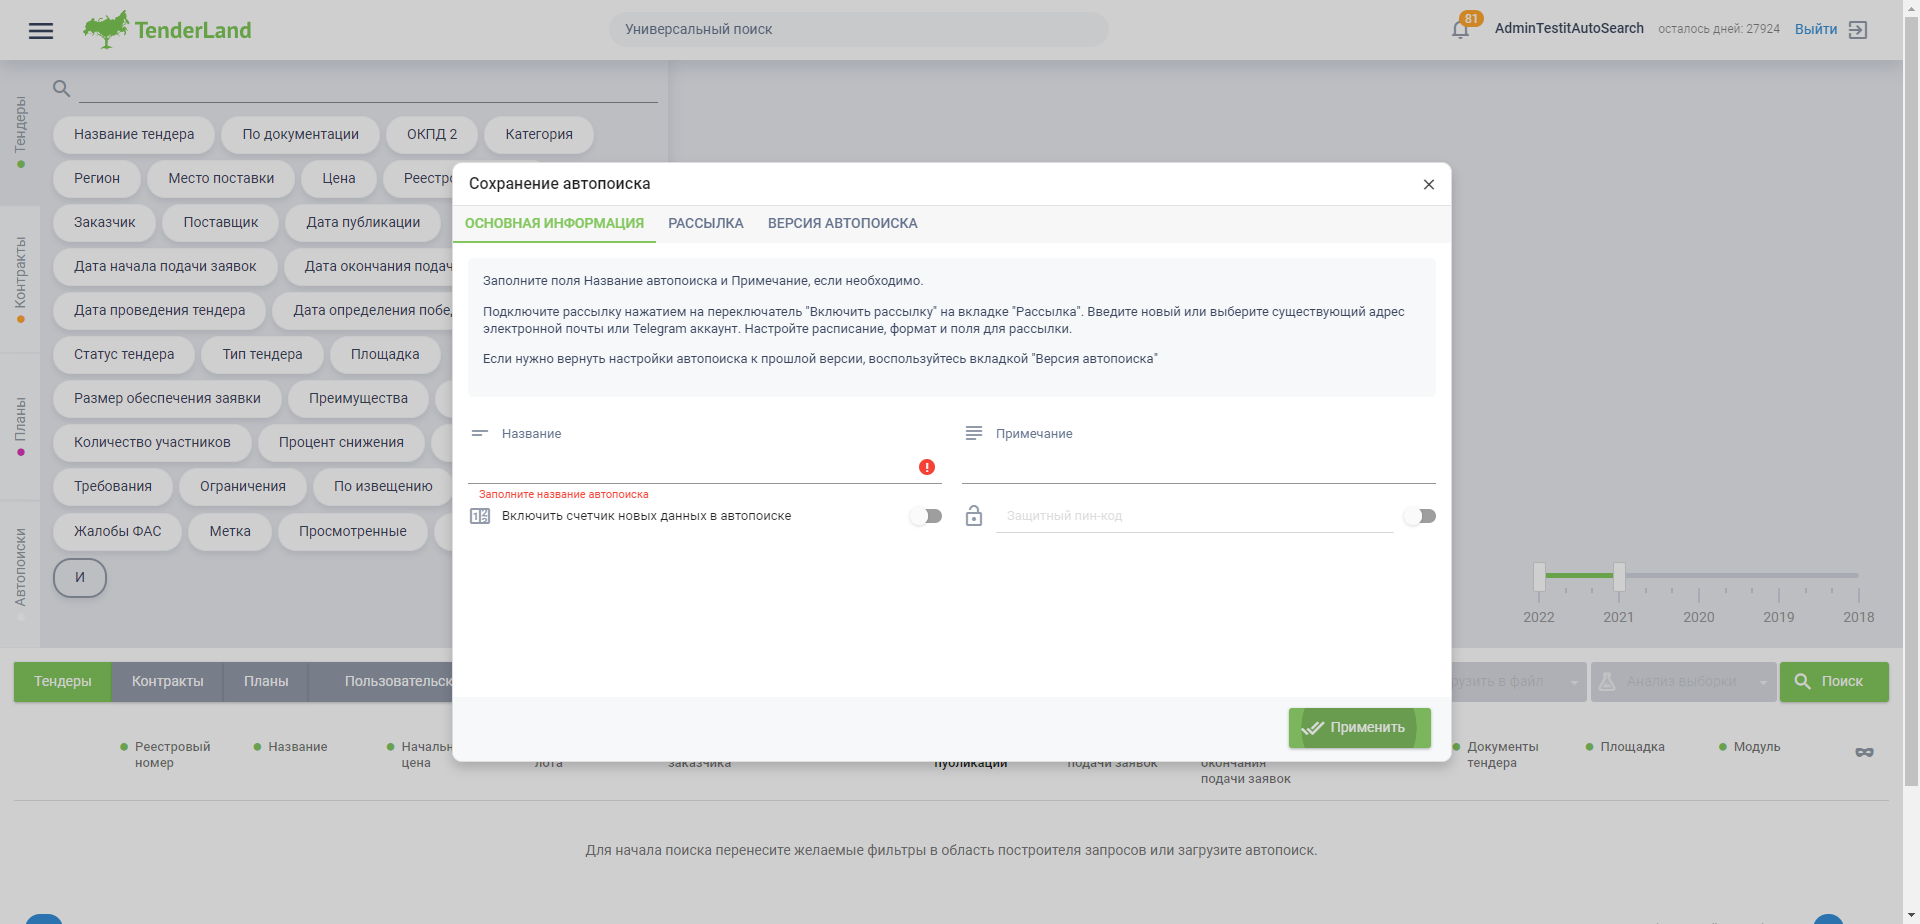 TenderLand
Универсальный поиск
81
AdminTestitAutoSearch
осталось дней: 27924
Выйти
Тендеры
Контракты
Планы
Автопоиски
Название тендера
По документации
ОКПД 2
Категория
Регион
Место поставки
Цена
Реестро
Заказчик
Поставщик
Дата публикации
Дата начала подачи заявок
Дата окончания подач
Дата проведения тендера
Дата определения побед
Статус тендера
Тип тендера
Площадка
Размер обеспечения заявки
Преимущества
Количество участников
Процент снижения
Требования
Ограничения
По извещению
Жалобы ФАС
Метка
Просмотренные
И
Сохранение автопоиска
ОСНОВНАЯ ИНФОРМАЦИЯ
РАССЫЛКА
ВЕРСИЯ АВТОПОИСКА
Заполните поля Название автопоиска и Примечание, если необходимо.
Подключите рассылку нажатием на переключатель "Включить рассылку" на вкладке "Рассылка". Введите новый или выберите существующий адрес
электронной почты или Telegram аккаунт. Настройте расписание, формат и поля для рассылки.
Если нужно вернуть настройки автопоиска к прошлой версии, воспользуйтесь вкладкой "Версия автопоиска"
Название
Примечание
Заполните название автопоиска
Включить счетчик новых данных в автопоиске
Защитный пин-код
Применить
2022
2021
2020
2019
2018
Тендеры
Контракты
Планы
Пользовательск
рузить в файл
Анализ выборки
Поиск
Реестровый
номер
Название
Начальн
цена
лота
заказчика
публикации
подачи заявок
окончания
подачи заявок
Документы
тендера
Площадка
Модуль
Для начала поиска перенесите желаемые фильтры в область построителя запросов или загрузите автопоиск.